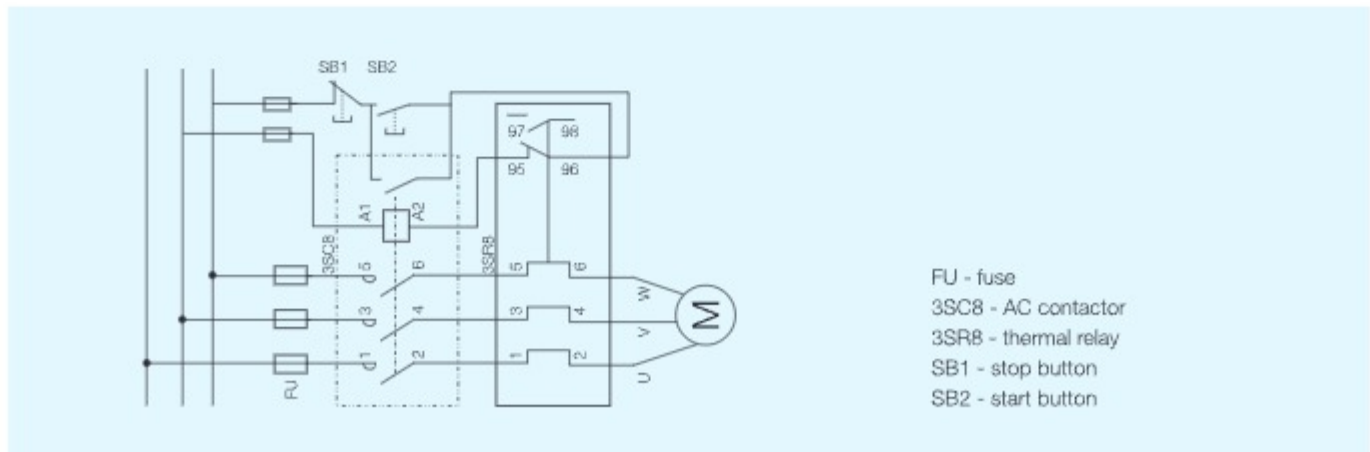 SB1 SB2
97 98
95 96
A1 A2
3SC8 3SR8
5 6 5 6
W
3 4 3 4
V
M
1 2 1 2
U
FU
FU - fuse
3SC8 - AC contactor
3SR8 - thermal relay
SB1 - stop button
SB2 - start button